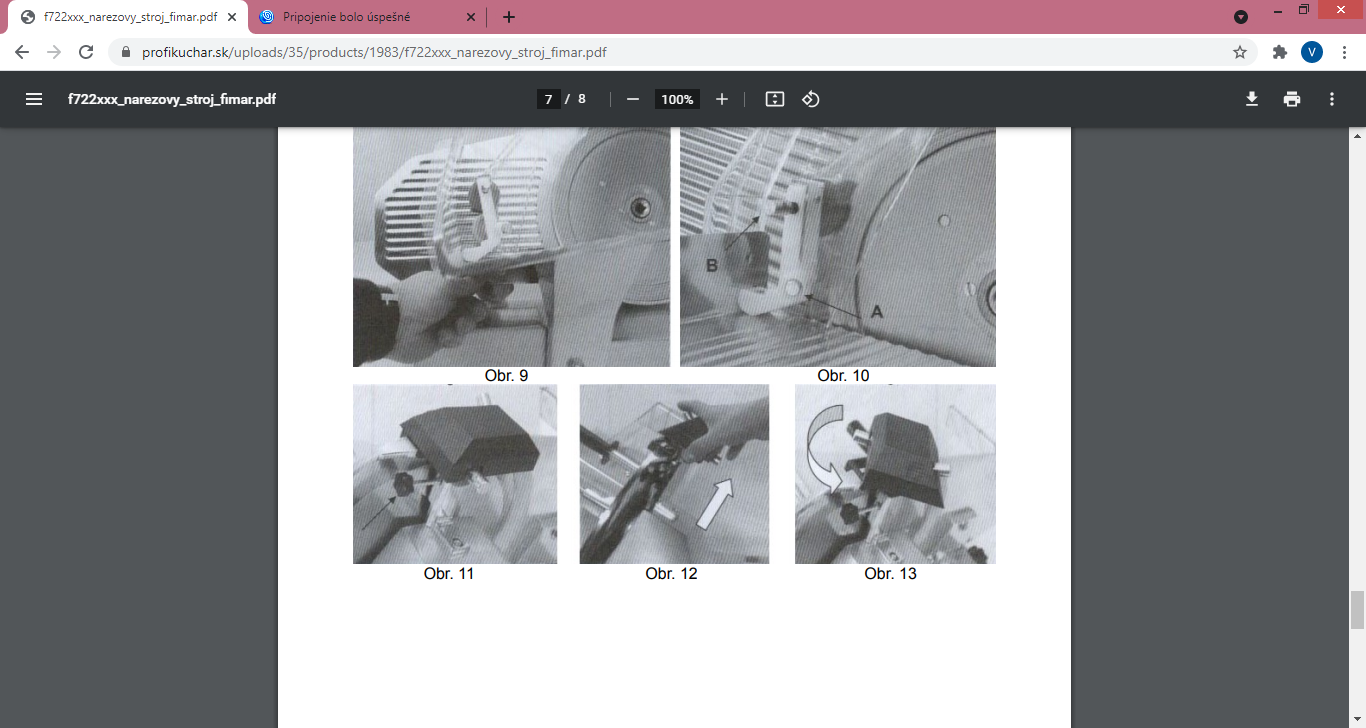 f722xxx_narezovy_stroj_fimar.pdf
Pripojenie bolo úspešné
profikuchar.sk/uploads/35/products/1983/f722xxx_narezovy_stroj_fimar.pdf
V
f722xxx_narezovy_stroj_fimar.pdf
7 / 8
100%
B
A
Obr. 9
Obr. 10
Obr. 11
Obr. 12
Obr. 13